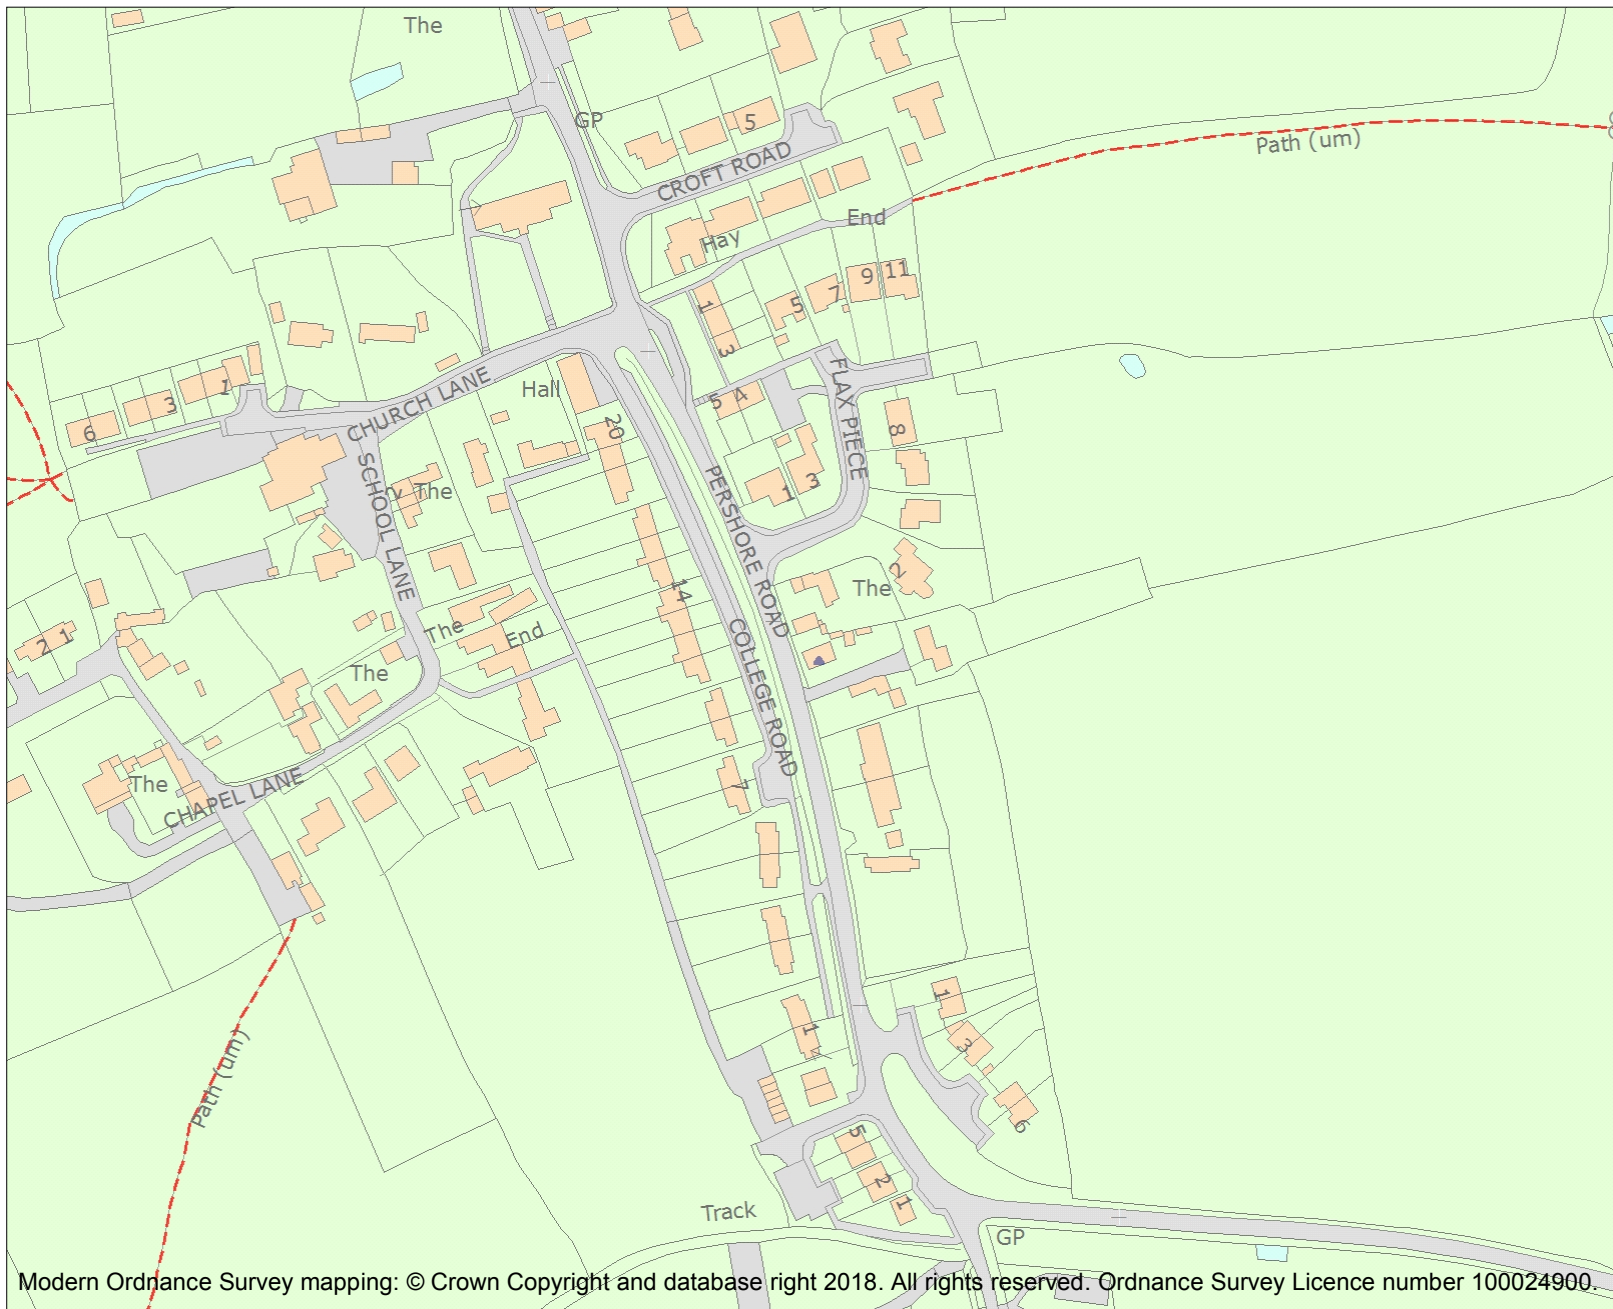 The
GP
5
CROFT ROAD
Path (um)
End
Hay
1
3
5
7
9
11
FLAX PIECE
5
4
8
1
3
2
The
Hall
20
CHURCH LANE
1
3
6
SCHOOL LANE
The
PERSHORE ROAD
14
COLLEGE ROAD
The
End
The
2
1
The
CHAPEL LANE
7
Path (um)
1
1
3
6
5
2
1
Track
GP
Modern Ordnance Survey mapping: © Crown Copyright and database right 2018. All rights reserved. Ordnance Survey Licence number 100024900.